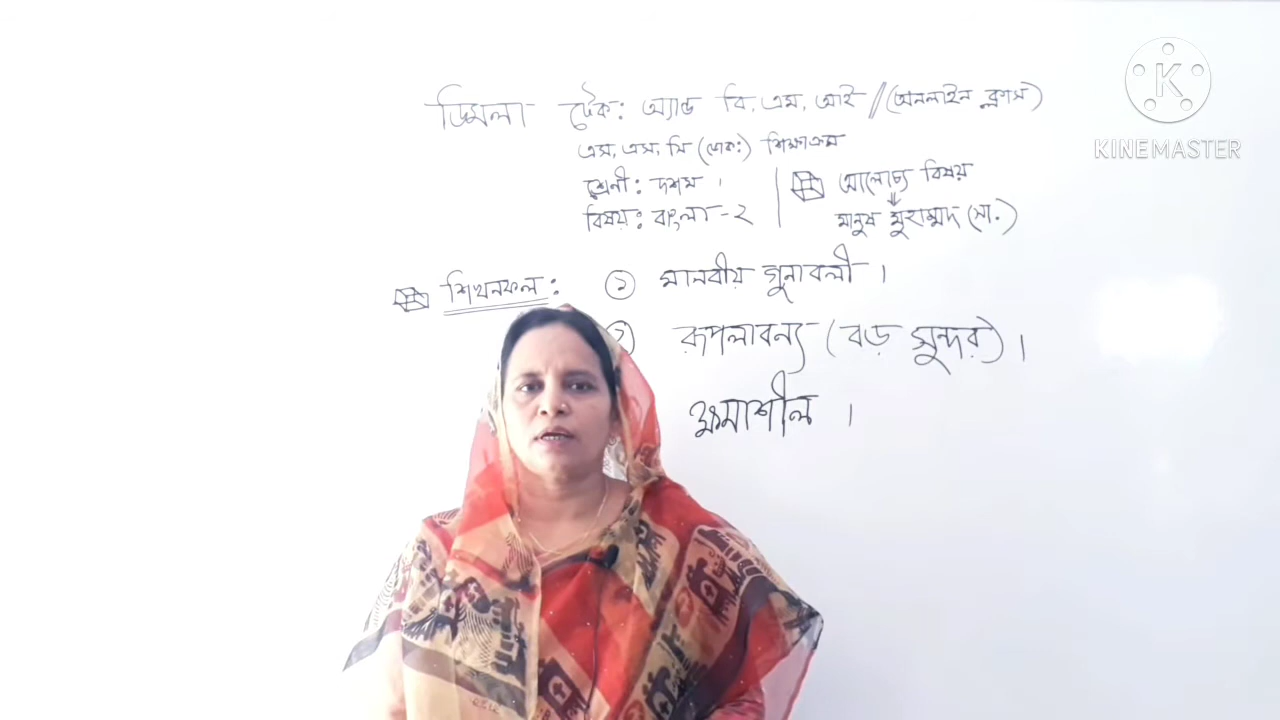 ডিমলা টেক: অ্যান্ড বি, এম, আই // (অনলাইন ক্লাস)
এস, এস, সি (ভোক:) শিক্ষাক্রম
শ্রেনী: দশম ।
বিষয়: বাংলা - ২
আলোচ্য বিষয়
মানুষ মুহাম্মদ (সা.)
শিখনফল:
① মানবীয় গুনাবলী ।
রূপলাবন্য (বড় সুন্দর) ।
ক্ষমাশীল ।
K
KINEMASTER